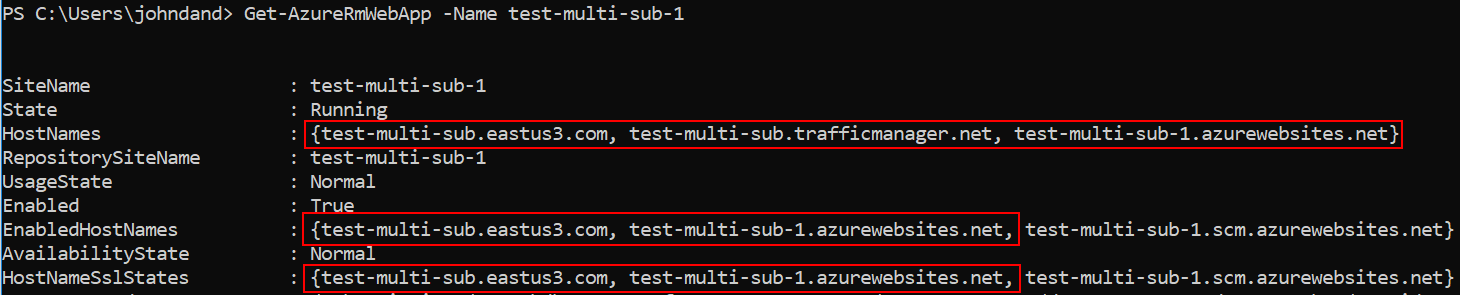 PS C:\Users\johndand> Get-AzureRmWebApp -Name test-multi-sub-1
SiteName : test-multi-sub-1
State : Running
HostNames : {test-multi-sub.eastus3.com, test-multi-sub.trafficmanager.net, test-multi-sub-1.azurewebsites.net}
RepositorySiteName : test-multi-sub-1
UsageState : Normal
Enabled : True
EnabledHostNames : {test-multi-sub.eastus3.com, test-multi-sub-1.azurewebsites.net, test-multi-sub-1.scm.azurewebsites.net}
AvailabilityState : Normal
HostNameSslStates : {test-multi-sub.eastus3.com, test-multi-sub-1.azurewebsites.net, test-multi-sub-1.scm.azurewebsites.net}